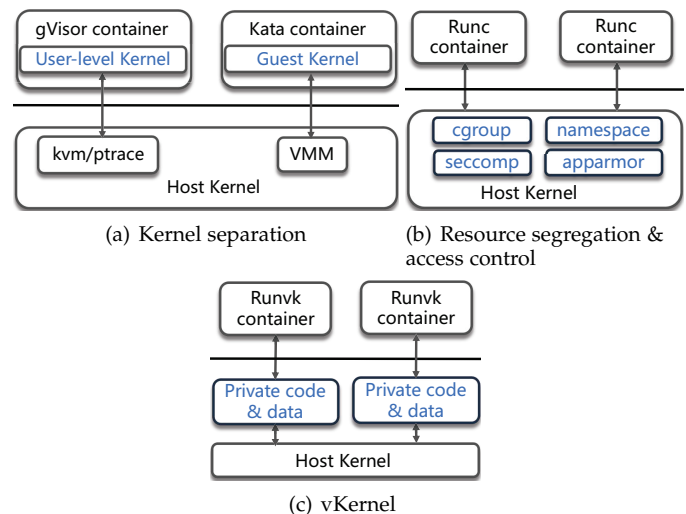 gVisor container
User-level Kernel
Kata container
Guest Kernel
kvm/ptrace
VMM
Host Kernel
(a) Kernel separation
Runc
container
Runc
container
cgroup
namespace
seccomp
apparmor
Host Kernel
(b) Resource segregation &
access control
Runvk
container
Runvk
container
Private code
& data
Private code
& data
Host Kernel
(c) vKernel